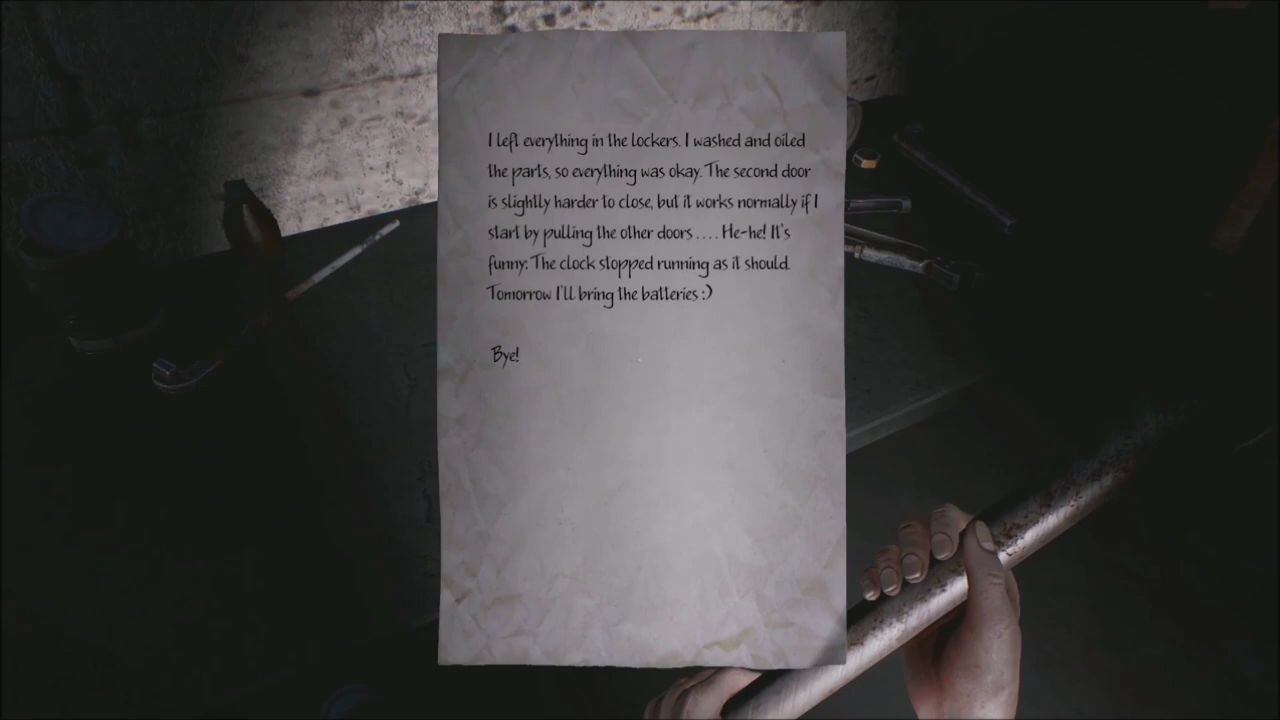 I left everything in the lockers. I washed and oiled
the parts, so everything was okay. The second door
is slightly harder to close, but it works normally if I
start by pulling the other doors .... He-he! It's
funny: The clock stopped running as it should.
Tomorrow I'll bring the batteries :)
Bye!